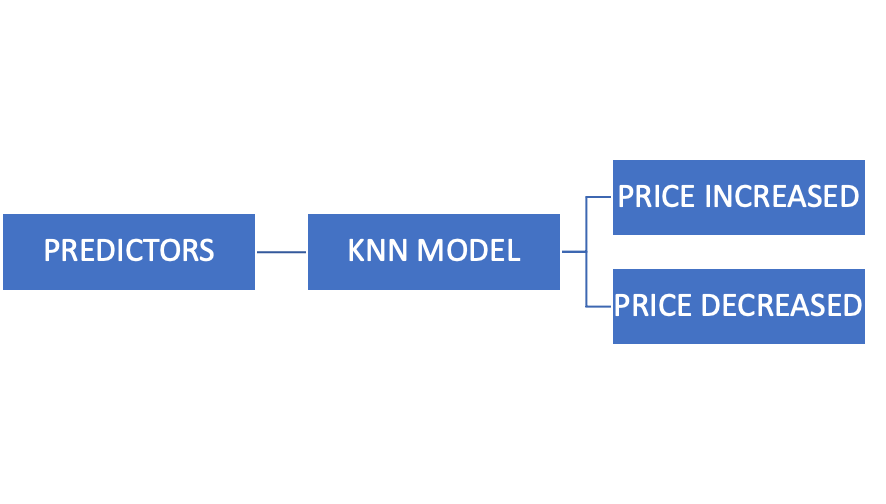 PREDICTORS
KNN MODEL
PRICE INCREASED
PRICE DECREASED